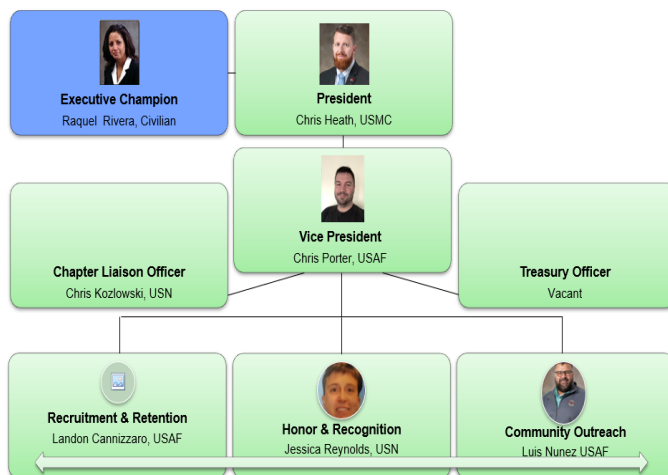 Executive Champion
Raquel Rivera, Civilian
President
Chris Heath, USMC
Vice President
Chris Porter, USAF
Chapter Liaison Officer
Chris Kozlowski, USN
Treasury Officer
Vacant
Recruitment & Retention
Landon Cannizzaro, USAF
Honor & Recognition
Jessica Reynolds, USN
Community Outreach
Luis Nunez USAF